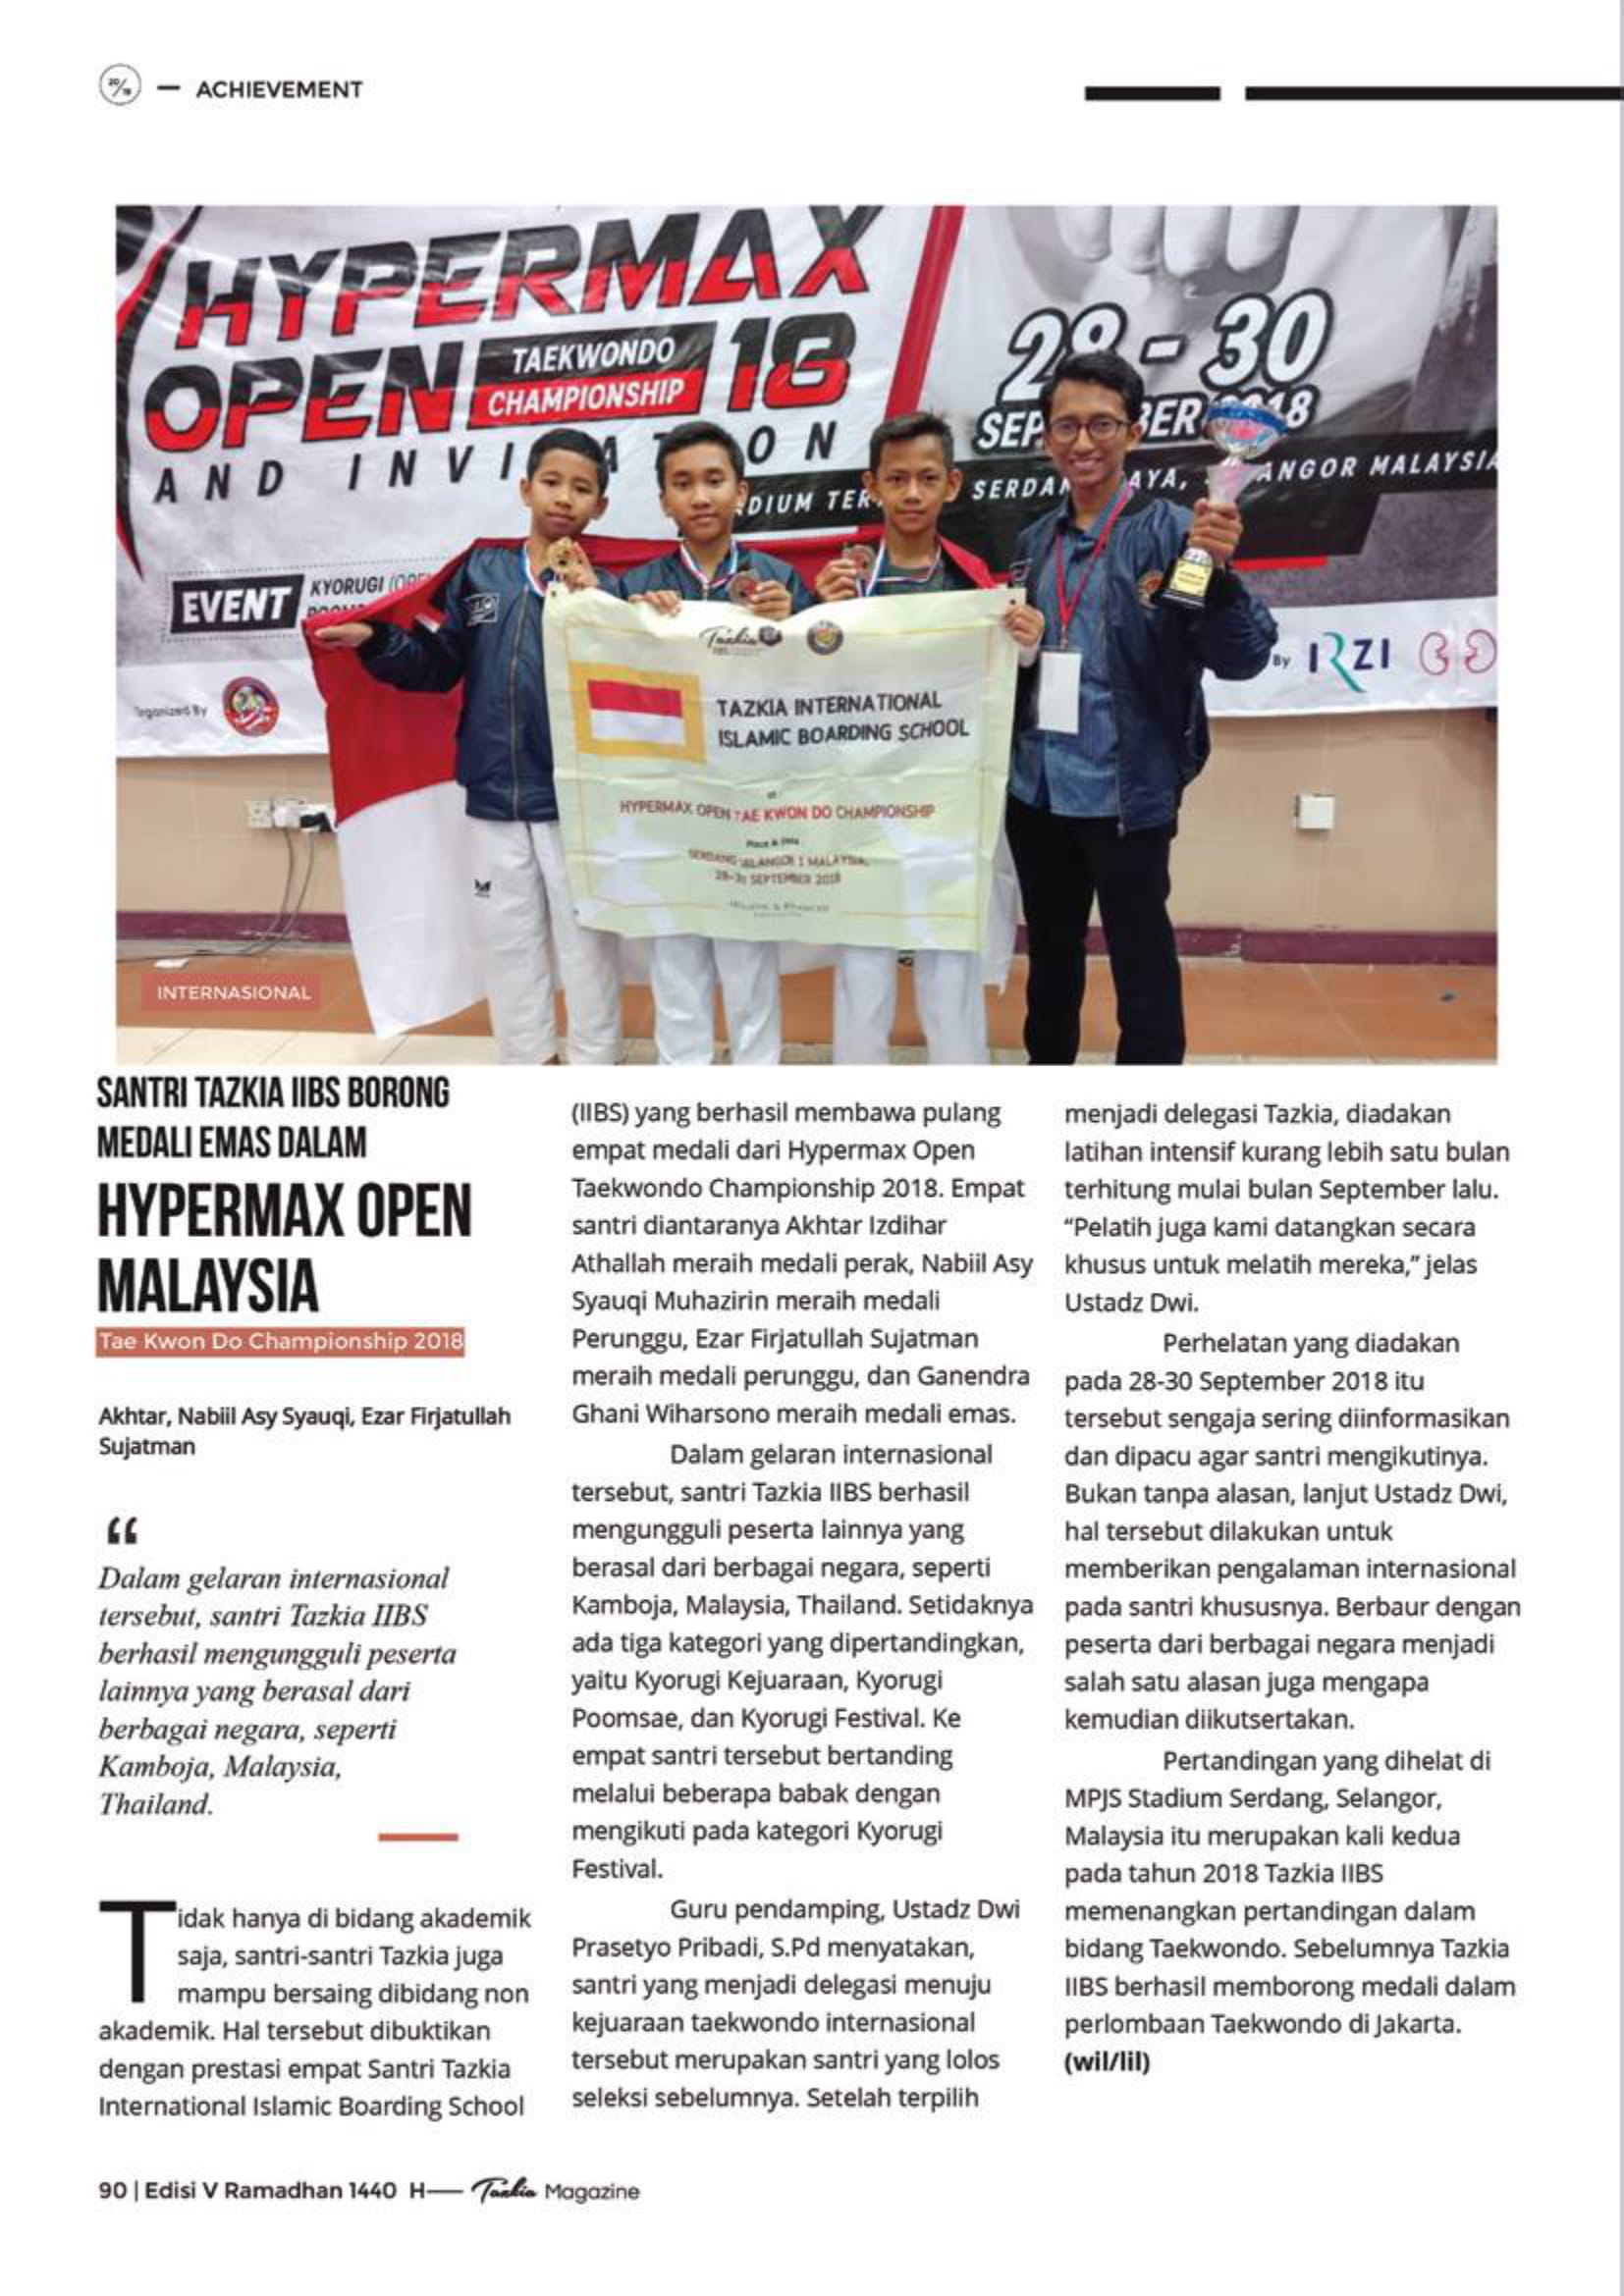 20/18 — ACHIEVEMENT
HYPERMAX
OPEN TAEKWONDO CHAMPIONSHIP 18
AND INVI A T ON
28 - 30
SEP BER 2018
DIUM TER SERDA AYA, ANGOR MALAYSIA
EVENT KYORUGI (OPEN
Organized By
By IRZI
Tazkia
TAZKIA INTERNATIONAL
ISLAMIC BOARDING SCHOOL
at
HYPERMAX OPEN TAE KWON DO CHAMPIONSHIP
Place & Date
SERDANG SELANGOR 1 MALAYSIA,
28-30 SEPTEMBER 2018
INTERNASIONAL
SANTRI TAZKIA IIBS BORONG
MEDALI EMAS DALAM
HYPERMAX OPEN
MALAYSIA
Tae Kwon Do Championship 2018
Akhtar, Nabiil Asy Syauqi, Ezar Firjatullah
Sujatman
“
Dalam gelaran internasional
tersebut, santri Tazkia IIBS
berhasil mengungguli peserta
lainnya yang berasal dari
berbagai negara, seperti
Kamboja, Malaysia,
Thailand.
Tidak hanya di bidang akademik
saja, santri-santri Tazkia juga
mampu bersaing dibidang non
akademik. Hal tersebut dibuktikan
dengan prestasi empat Santri Tazkia
International Islamic Boarding School
(IIBS) yang berhasil membawa pulang
empat medali dari Hypermax Open
Taekwondo Championship 2018. Empat
santri diantaranya Akhtar Izdihar
Athallah meraih medali perak, Nabiil Asy
Syauqi Muhazirin meraih medali
Perunggu, Ezar Firjatullah Sujatman
meraih medali perunggu, dan Ganendra
Ghani Wiharsono meraih medali emas.
Dalam gelaran internasional
tersebut, santri Tazkia IIBS berhasil
mengungguli peserta lainnya yang
berasal dari berbagai negara, seperti
Kamboja, Malaysia, Thailand. Setidaknya
ada tiga kategori yang dipertandingkan,
yaitu Kyorugi Kejuaraan, Kyorugi
Poomsae, dan Kyorugi Festival. Ke
empat santri tersebut bertanding
melalui beberapa babak dengan
mengikuti pada kategori Kyorugi
Festival.
Guru pendamping, Ustadz Dwi
Prasetyo Pribadi, S.Pd menyatakan,
santri yang menjadi delegasi menuju
kejuaraan taekwondo internasional
tersebut merupakan santri yang lolos
seleksi sebelumnya. Setelah terpilih
menjadi delegasi Tazkia, diadakan
latihan intensif kurang lebih satu bulan
terhitung mulai bulan September lalu.
“Pelatih juga kami datangkan secara
khusus untuk melatih mereka,” jelas
Ustadz Dwi.
Perhelatan yang diadakan
pada 28-30 September 2018 itu
tersebut sengaja sering diinformasikan
dan dipacu agar santri mengikutinya.
Bukan tanpa alasan, lanjut Ustadz Dwi,
hal tersebut dilakukan untuk
memberikan pengalaman internasional
pada santri khususnya. Berbaur dengan
peserta dari berbagai negara menjadi
salah satu alasan juga mengapa
kemudian diikutsertakan.
Pertandingan yang dihelat di
MPJS Stadium Serdang, Selangor,
Malaysia itu merupakan kali kedua
pada tahun 2018 Tazkia IIBS
memenangkan pertandingan dalam
bidang Taekwondo. Sebelumnya Tazkia
IIBS berhasil memborong medali dalam
perlombaan Taekwondo di Jakarta.
(wil/lil)
90 | Edisi V Ramadhan 1440 H— Tazkia Magazine